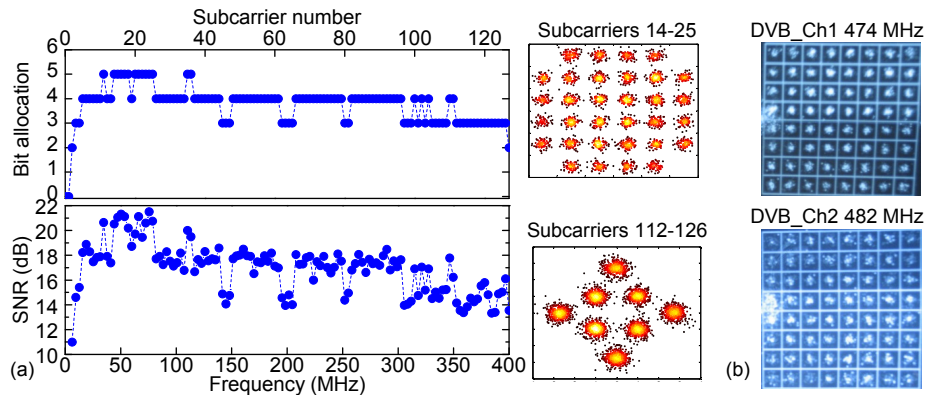 Subcarrier number
0 20 40 60 80 100 120
Bit allocation
6
5
4
3
2
1
0
SNR (dB)
22
20
18
16
14
12
10
0 50 100 150 200 250 300 350 400
Frequency (MHz)
(a)
Subcarriers 14-25
Subcarriers 112-126
(b)
DVB_Ch1 474 MHz
DVB_Ch2 482 MHz